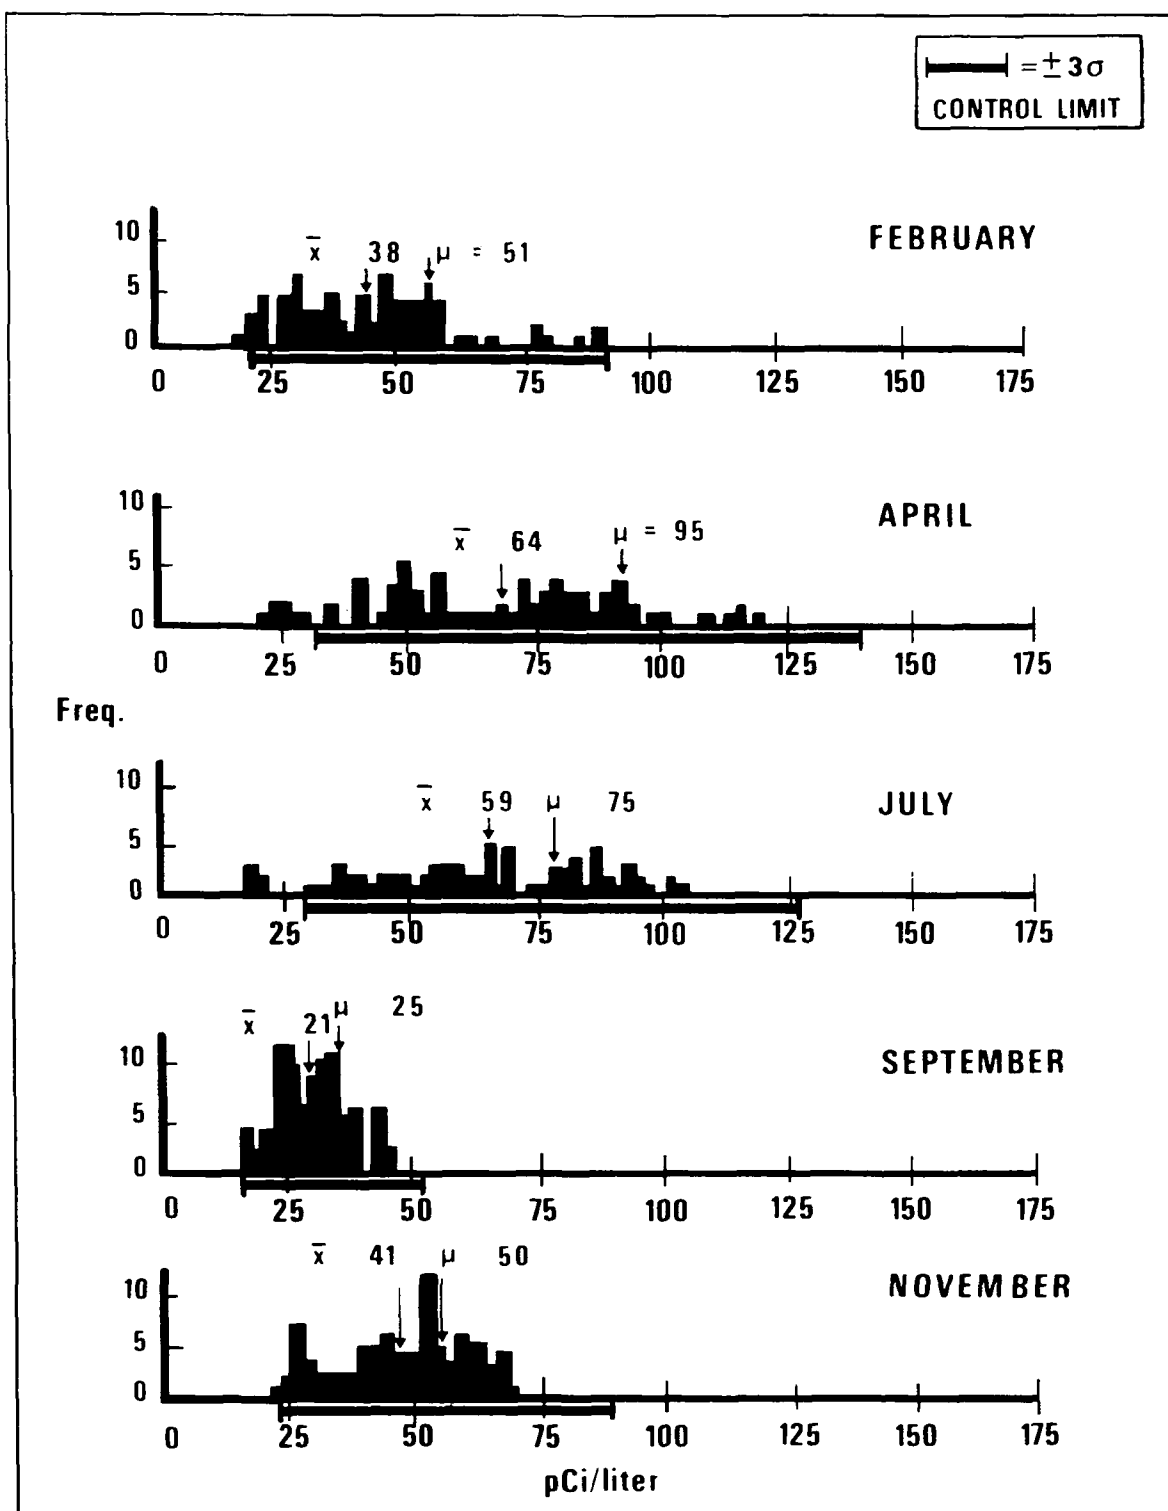 = ± 3σ
CONTROL LIMIT
FEBRUARY
x̄ 38 μ = 51
10
5
0
0 25 50 75 100 125 150 175
APRIL
x̄ 64 μ = 95
10
5
0
0 25 50 75 100 125 150 175
Freq.
JULY
x̄ 59 μ 75
10
5
0
0 25 50 75 100 125 150 175
SEPTEMBER
x̄ 21 μ 25
10
5
0
0 25 50 75 100 125 150 175
NOVEMBER
x̄ 41 μ 50
10
5
0
0 25 50 75 100 125 150 175
pCi/liter